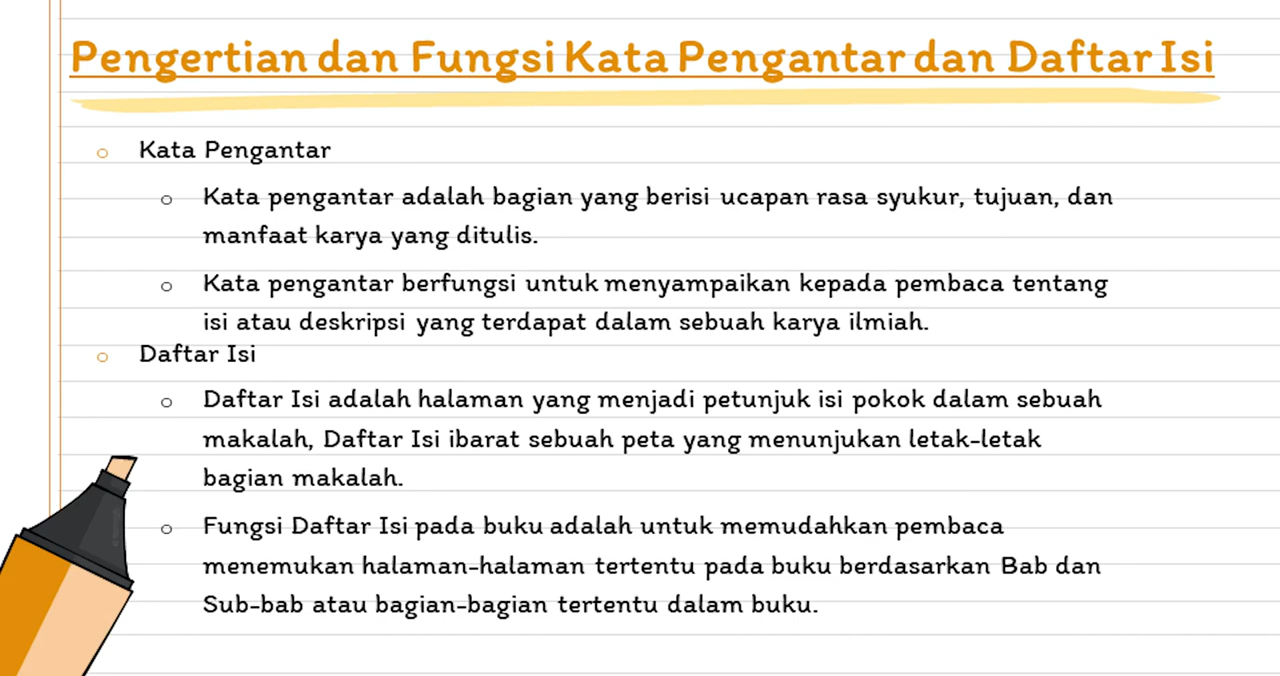 Pengertian dan Fungsi Kata Pengantar dan Daftar Isi
Kata Pengantar
Kata pengantar adalah bagian yang berisi ucapan rasa syukur, tujuan, dan
manfaat karya yang ditulis.
Kata pengantar berfungsi untuk menyampaikan kepada pembaca tentang
isi atau deskripsi yang terdapat dalam sebuah karya ilmiah.
Daftar Isi
Daftar Isi adalah halaman yang menjadi petunjuk isi pokok dalam sebuah
makalah, Daftar Isi ibarat sebuah peta yang menunjukan letak-letak
bagian makalah.
Fungsi Daftar Isi pada buku adalah untuk memudahkan pembaca
menemukan halaman-halaman tertentu pada buku berdasarkan Bab dan
Sub-bab atau bagian-bagian tertentu dalam buku.